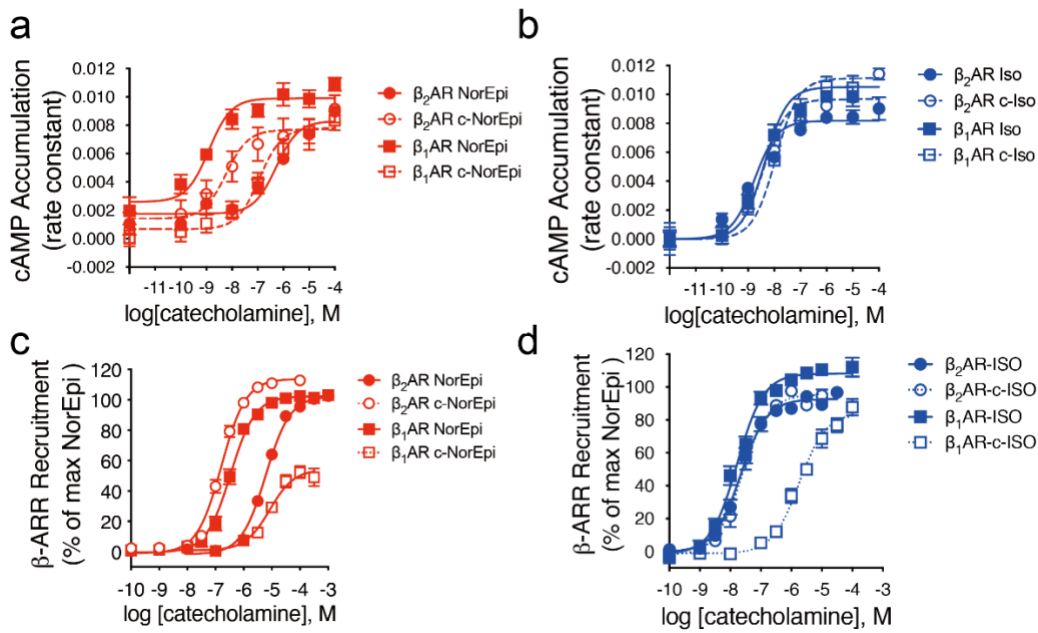 a
cAMP Accumulation
(rate constant)
0.012
0.010
0.008
0.006
0.004
0.002
0.000
-0.002
-11 -10 -9 -8 -7 -6 -5 -4
log[catecholamine], M
β₂AR NorEpi
β₂AR c-NorEpi
β₁AR NorEpi
β₁AR c-NorEpi
b
cAMP Accumulation
(rate constant)
0.012
0.010
0.008
0.006
0.004
0.002
0.000
-0.002
-11 -10 -9 -8 -7 -6 -5 -4
log[catecholamine], M
β₂AR Iso
β₂AR c-Iso
β₁AR Iso
β₁AR c-Iso
c
β-ARR Recruitment
(% of max NorEpi )
120
100
80
60
40
20
0
-10 -9 -8 -7 -6 -5 -4 -3
log [catecholamine], M
β₂AR NorEpi
β₂AR c-NorEpi
β₁AR NorEpi
β₁AR c-NorEpi
d
β-ARR Recruitment
(% of max NorEpi )
120
100
80
60
40
20
0
-10 -9 -8 -7 -6 -5 -4 -3
log [catecholamine], M
β₂AR-ISO
β₂AR-c-ISO
β₁AR-ISO
β₁AR-c-ISO